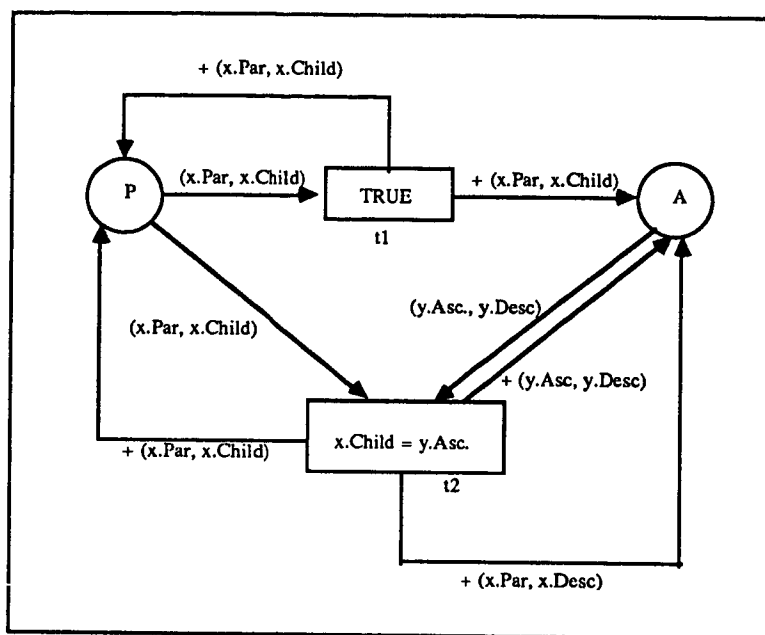 + (x.Par, x.Child)
P
(x.Par, x.Child)
TRUE
+ (x.Par, x.Child)
A
t1
(y.Asc., y.Desc)
(x.Par, x.Child)
+ (y.Asc, y.Desc)
x.Child = y.Asc.
+ (x.Par, x.Child)
t2
+ (x.Par, x.Desc)